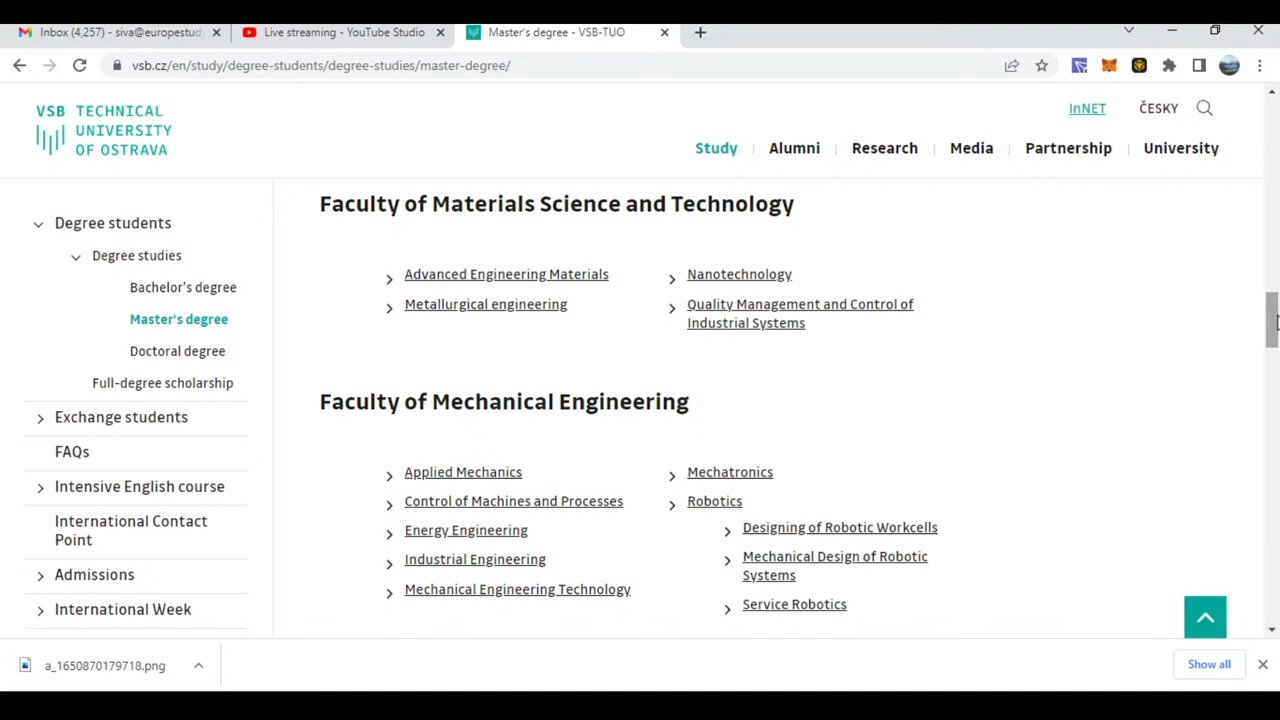 Inbox (4,257) - siva@europestud
Live streaming - YouTube Studio
Master's degree - VSB-TUO
vsb.cz/en/study/degree-students/degree-studies/master-degree/
VSB TECHNICAL
UNIVERSITY
OF OSTRAVA
InNET
ČESKY
Study
Alumni
Research
Media
Partnership
University
Degree students
Degree studies
Bachelor's degree
Master's degree
Doctoral degree
Full-degree scholarship
Exchange students
FAQs
Intensive English course
International Contact
Point
Admissions
International Week
Faculty of Materials Science and Technology
Advanced Engineering Materials
Metallurgical engineering
Nanotechnology
Quality Management and Control of
Industrial Systems
Faculty of Mechanical Engineering
Applied Mechanics
Control of Machines and Processes
Energy Engineering
Industrial Engineering
Mechanical Engineering Technology
Mechatronics
Robotics
Designing of Robotic Workcells
Mechanical Design of Robotic
Systems
Service Robotics
a_1650870179718.png
Show all